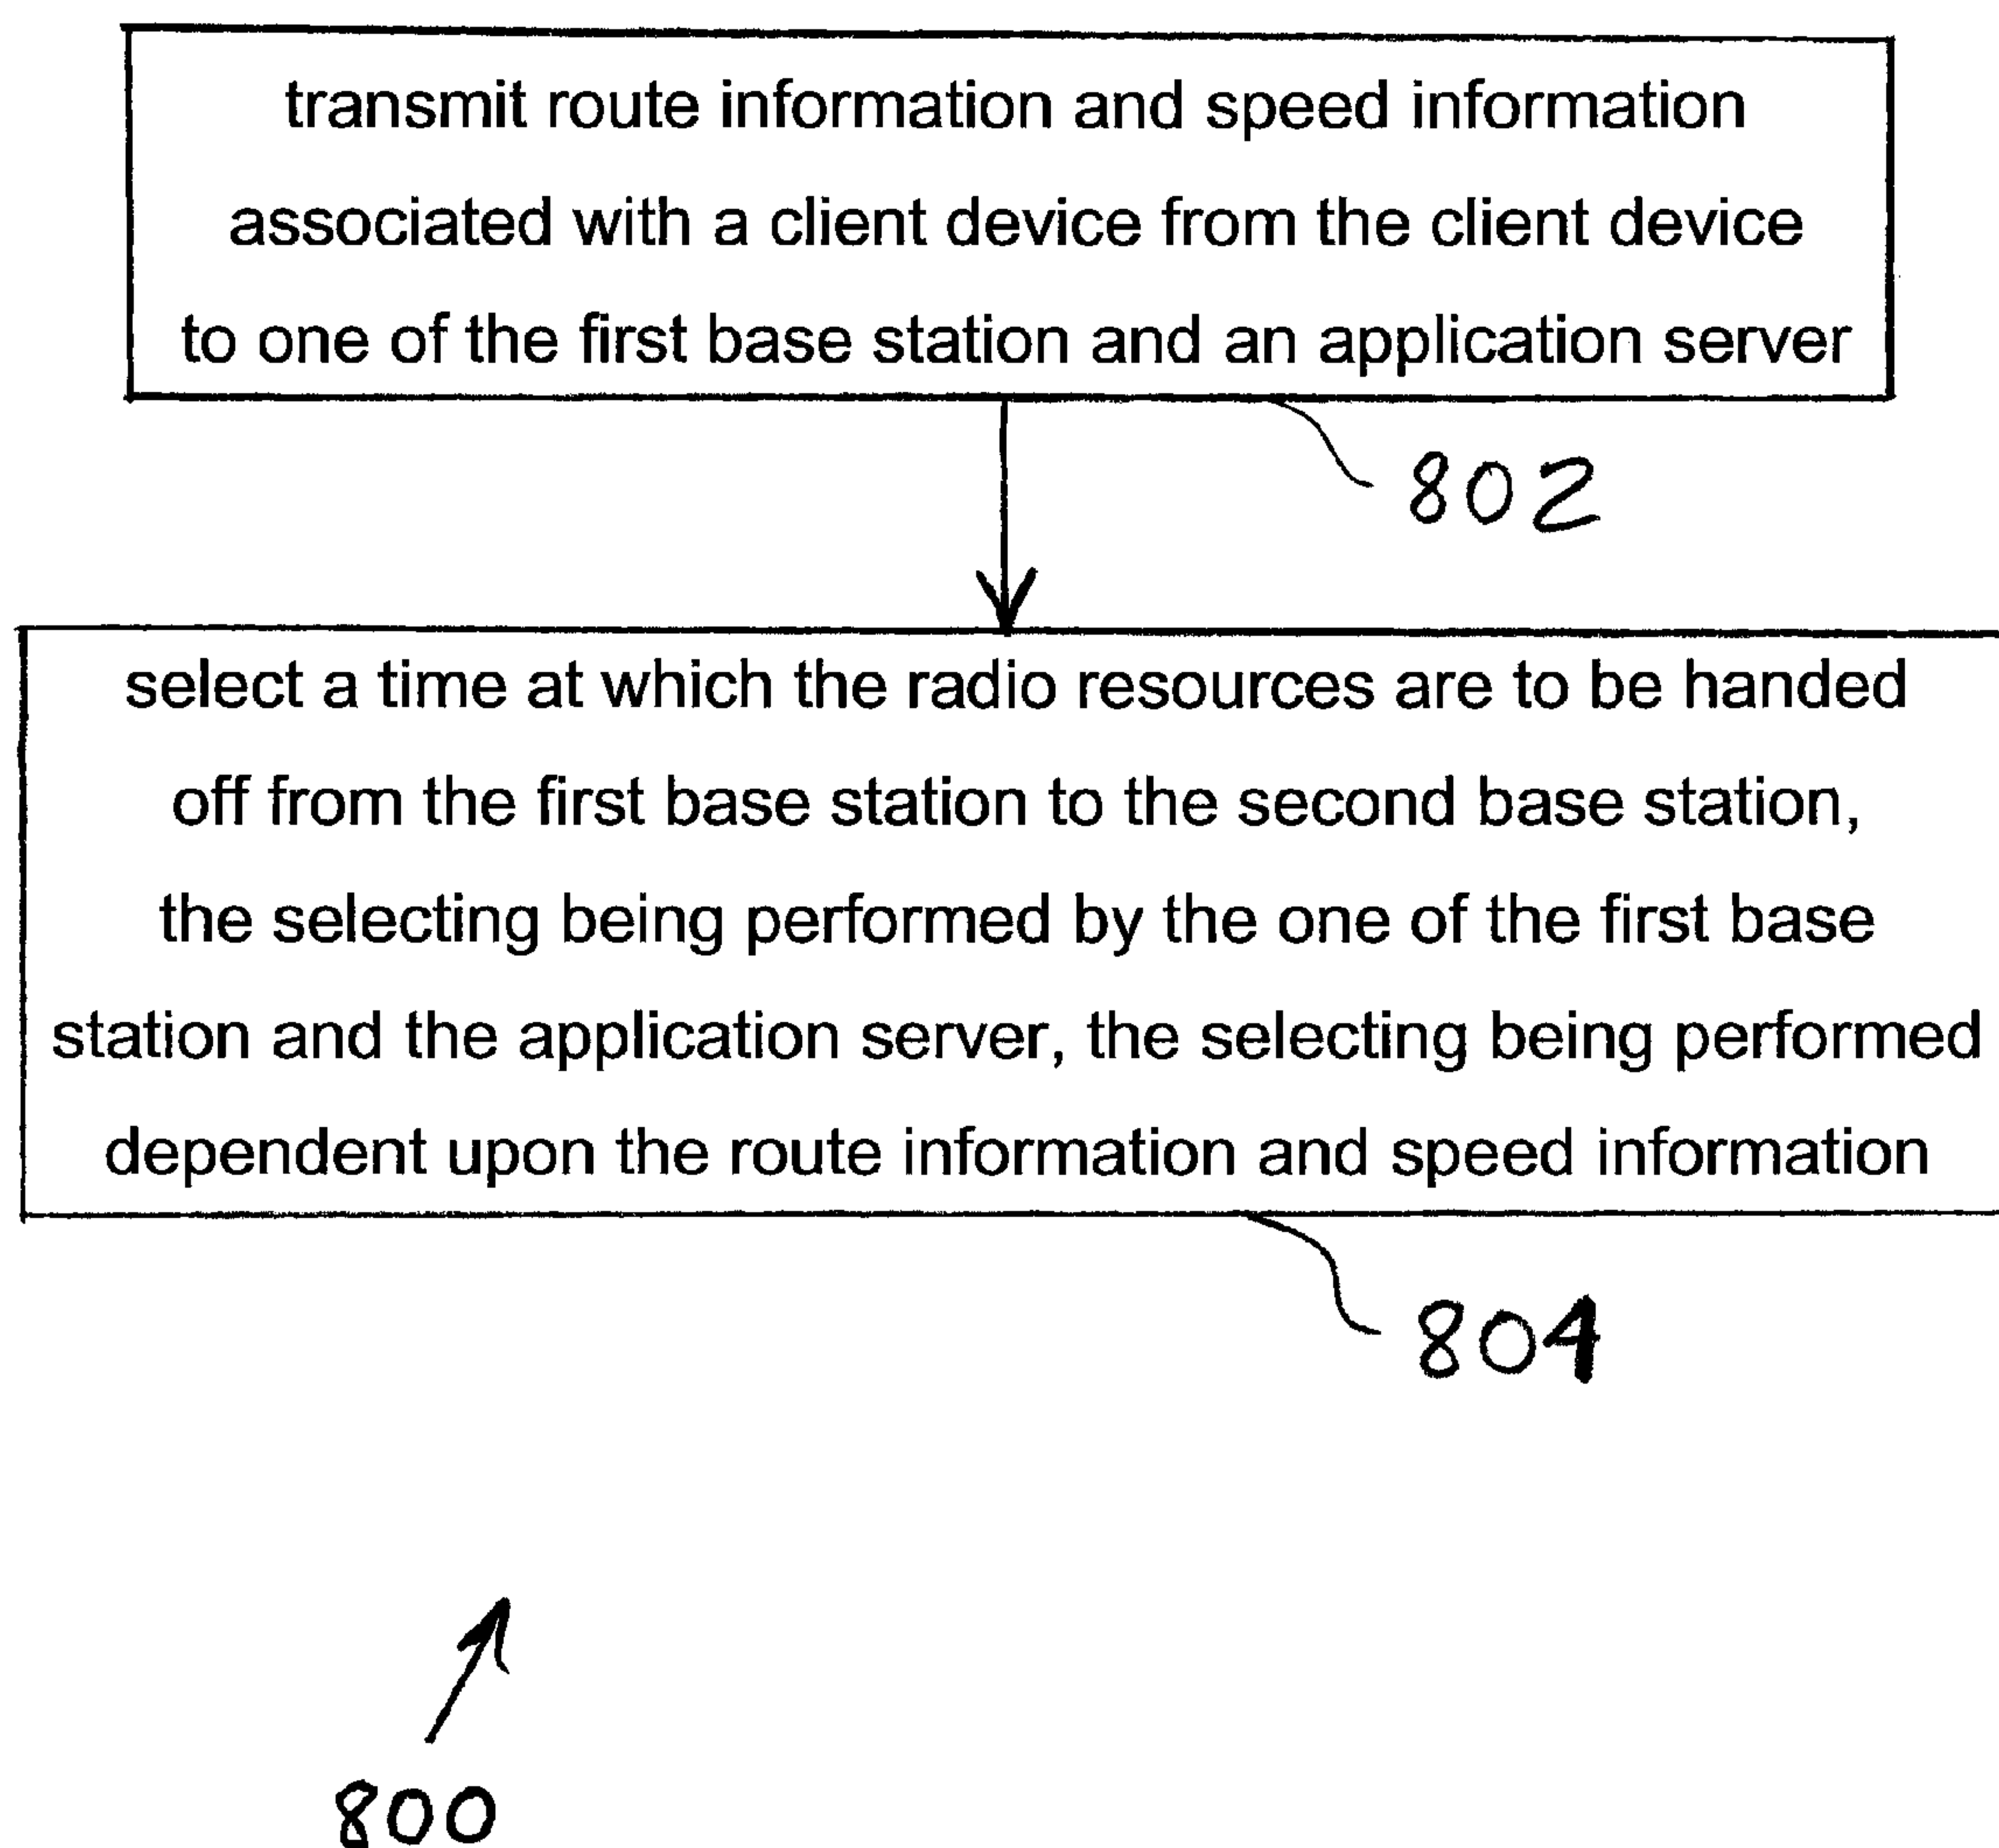 transmit route information and speed information
associated with a client device from the client device
to one of the first base station and an application server
802
select a time at which the radio resources are to be handed
off from the first base station to the second base station,
the selecting being performed by the one of the first base
station and the application server, the selecting being performed
dependent upon the route information and speed information
804
800